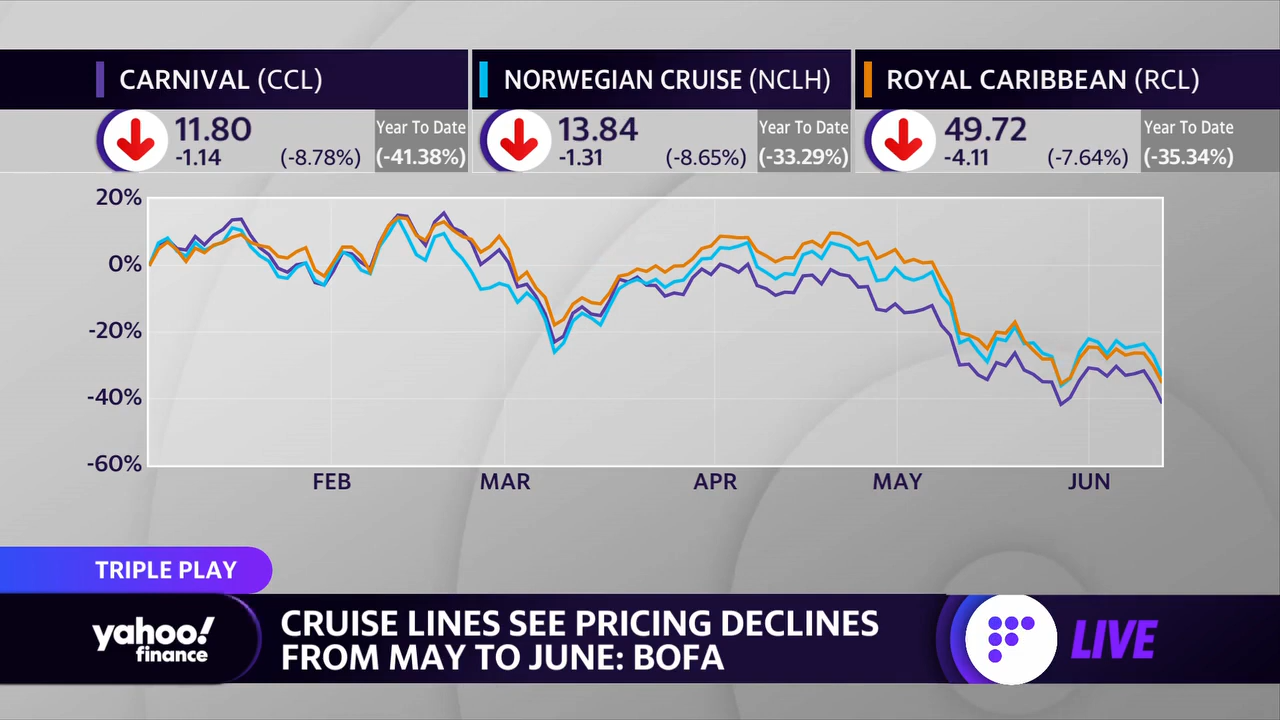 CARNIVAL (CCL)
11.80
-1.14 (-8.78%)
Year To Date
(-41.38%)
NORWEGIAN CRUISE (NCLH)
13.84
-1.31 (-8.65%)
Year To Date
(-33.29%)
ROYAL CARIBBEAN (RCL)
49.72
-4.11 (-7.64%)
Year To Date
(-35.34%)
20%
0%
-20%
-40%
-60%
FEB MAR APR MAY JUN
TRIPLE PLAY
yahoo!
finance
CRUISE LINES SEE PRICING DECLINES
FROM MAY TO JUNE: BOFA
LIVE